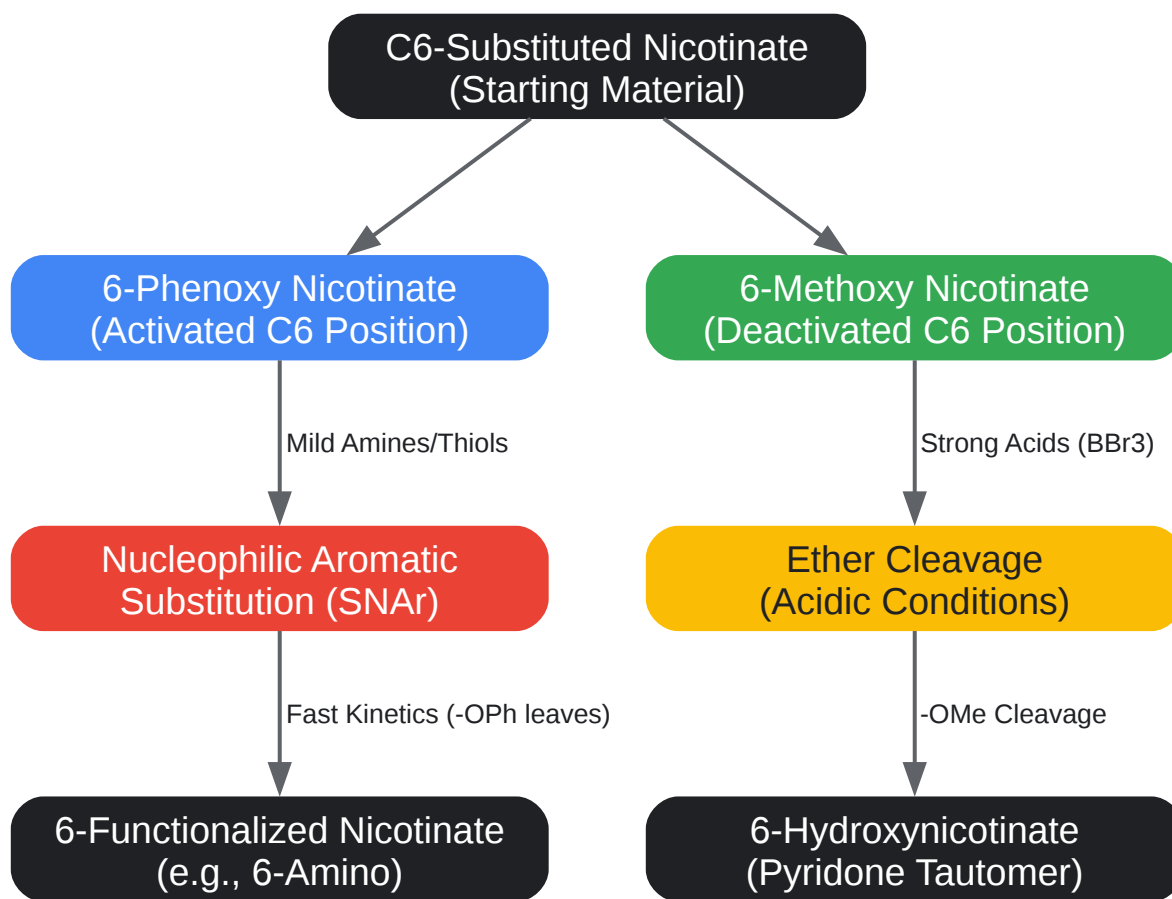 C6-Substituted Nicotinate
(Starting Material)
6-Phenoxy Nicotinate
(Activated C6 Position)
6-Methoxy Nicotinate
(Deactivated C6 Position)
Mild Amines/Thiols
Strong Acids (BBr3)
Nucleophilic Aromatic
Substitution (SNAr)
Ether Cleavage
(Acidic Conditions)
Fast Kinetics (-OPh leaves)
-OMe Cleavage
6-Functionalized Nicotinate
(e.g., 6-Amino)
6-Hydroxynicotinate
(Pyridone Tautomer)